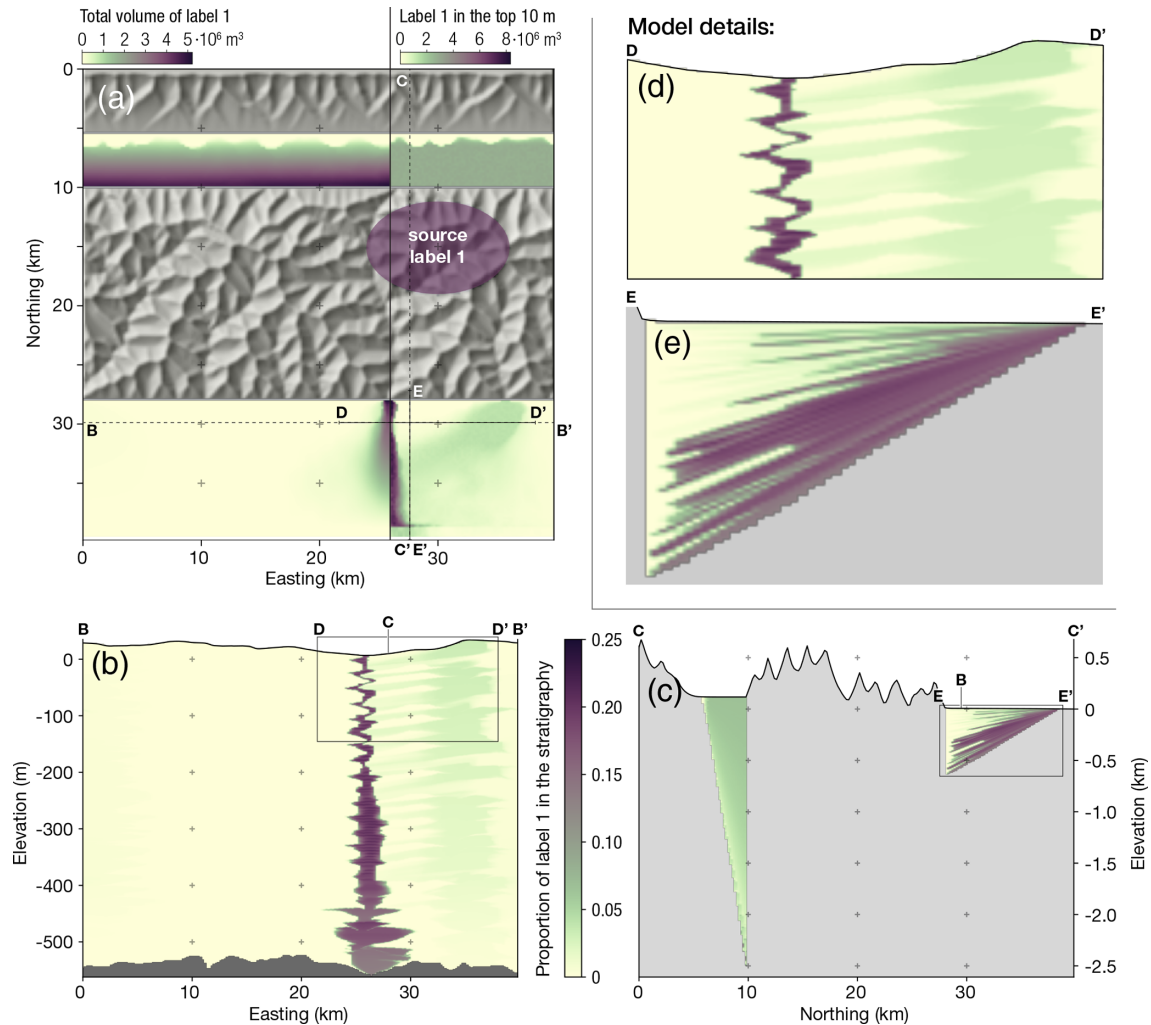 Total volume of label 1
0 1 2 3 4 5·10⁶ m³
Label 1 in the top 10 m
0 2 4 6 8·10⁶ m³
Model details:
(a)
C
0
10
20
30
Northing (km)
source
label 1
E
D D'
B B'
C' E'
0 10 20 30
Easting (km)
D D'
(d)
E E'
(e)
B D C D' B'
(b)
0
-100
-200
-300
-400
-500
Elevation (m)
0 10 20 30
Easting (km)
0.25
0.20
0.15
0.10
0.05
0
Proportion of label 1 in the stratigraphy
C C'
(c)
E B E'
0.5
0
-0.5
-1.0
-1.5
-2.0
-2.5
Elevation (km)
0 10 20 30
Northing (km)